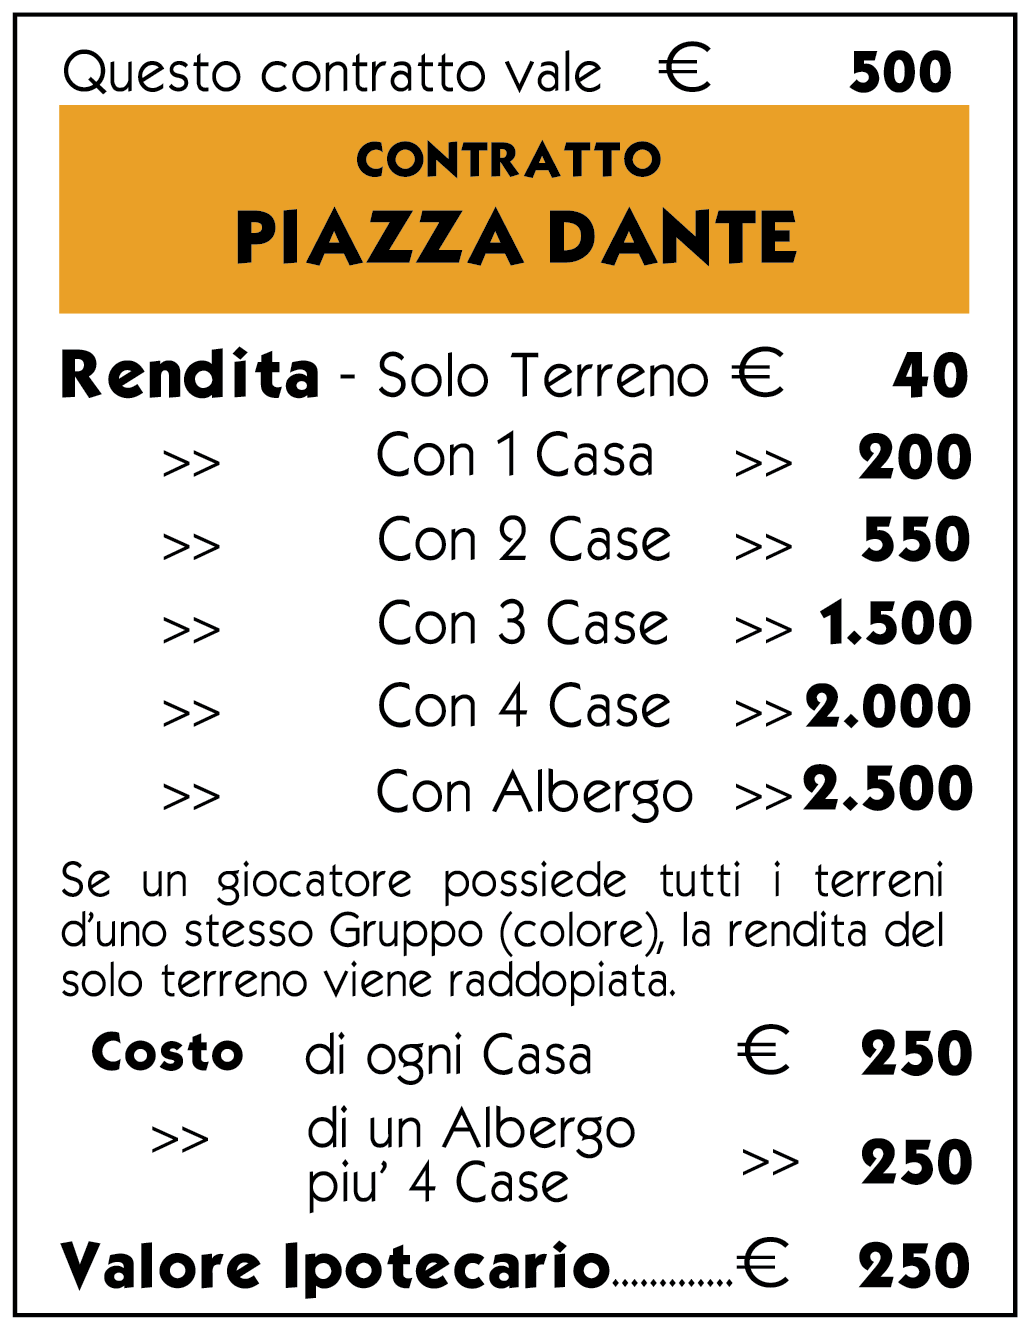 Questo contratto vale € 500
CONTRATTO
PIAZZA DANTE
Rendita - Solo Terreno € 40
>> Con 1 Casa >> 200
>> Con 2 Case >> 550
>> Con 3 Case >> 1.500
>> Con 4 Case >> 2.000
>> Con Albergo >> 2.500
Se un giocatore possiede tutti i terreni
d'uno stesso Gruppo (colore), la rendita del
solo terreno viene raddopiata.
Costo di ogni Casa € 250
>> di un Albergo
piu' 4 Case >> 250
Valore Ipotecario.............€ 250